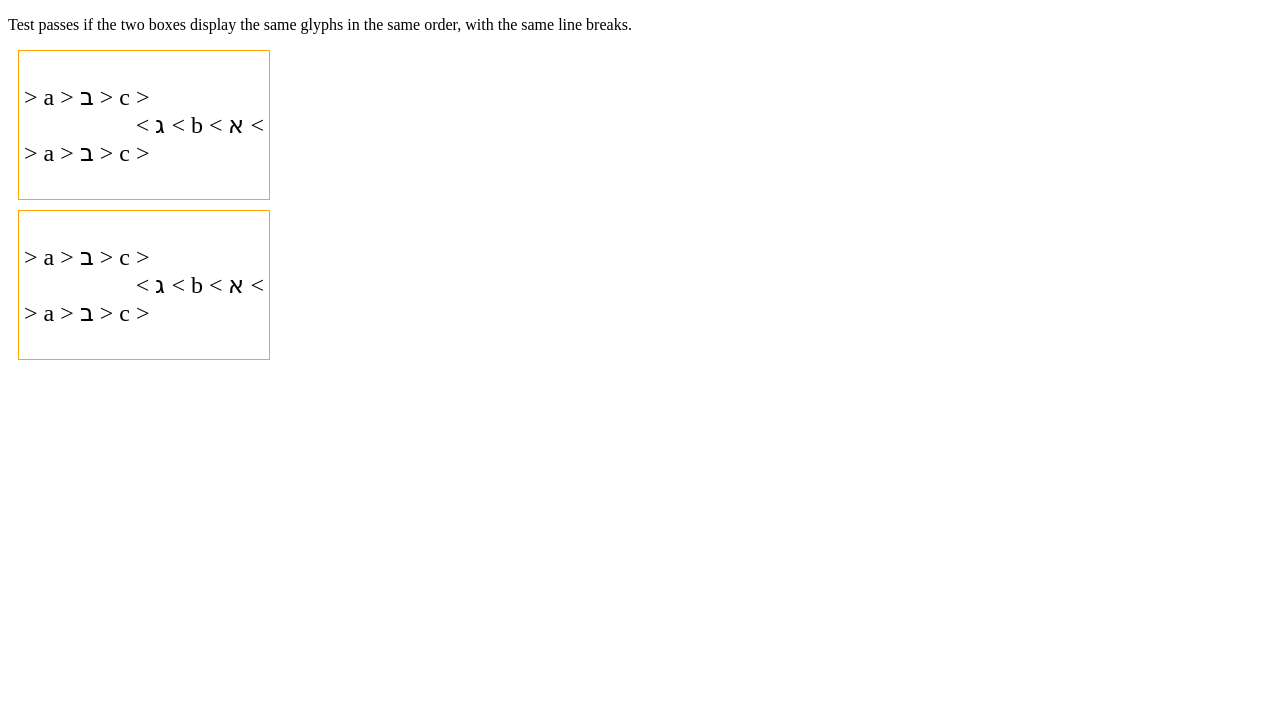 Test passes if the two boxes display the same glyphs in the same order, with the same line breaks.
> a > ב > c >
> א > b > ג >
> a > ב > c >
> a > ב > c >
> א > b > ג >
> a > ב > c >